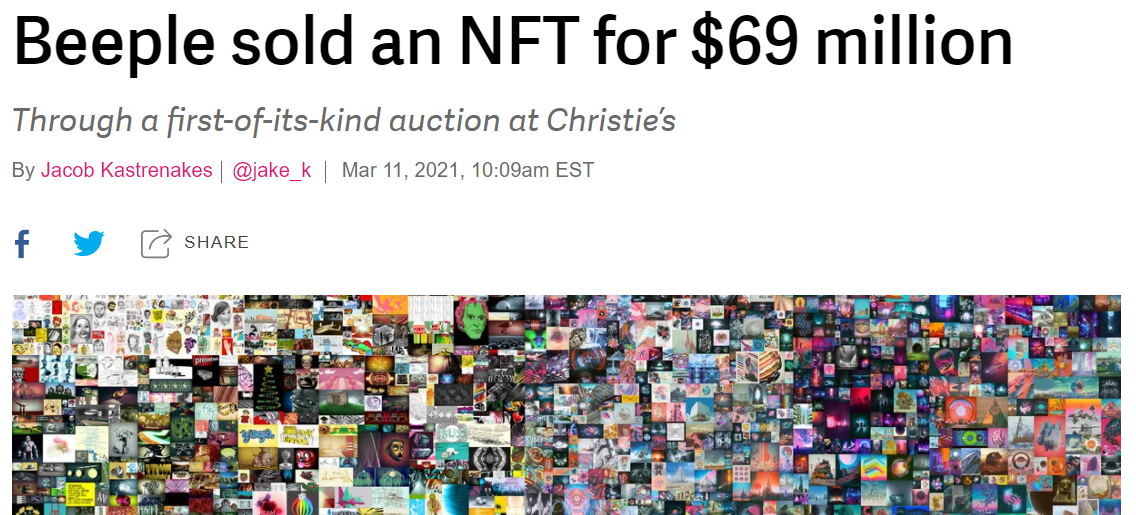 Beeple sold an NFT for $69 million
Through a first-of-its-kind auction at Christie's
By Jacob Kastrenakes | @jake_k | Mar 11, 2021, 10:09am EST
SHARE